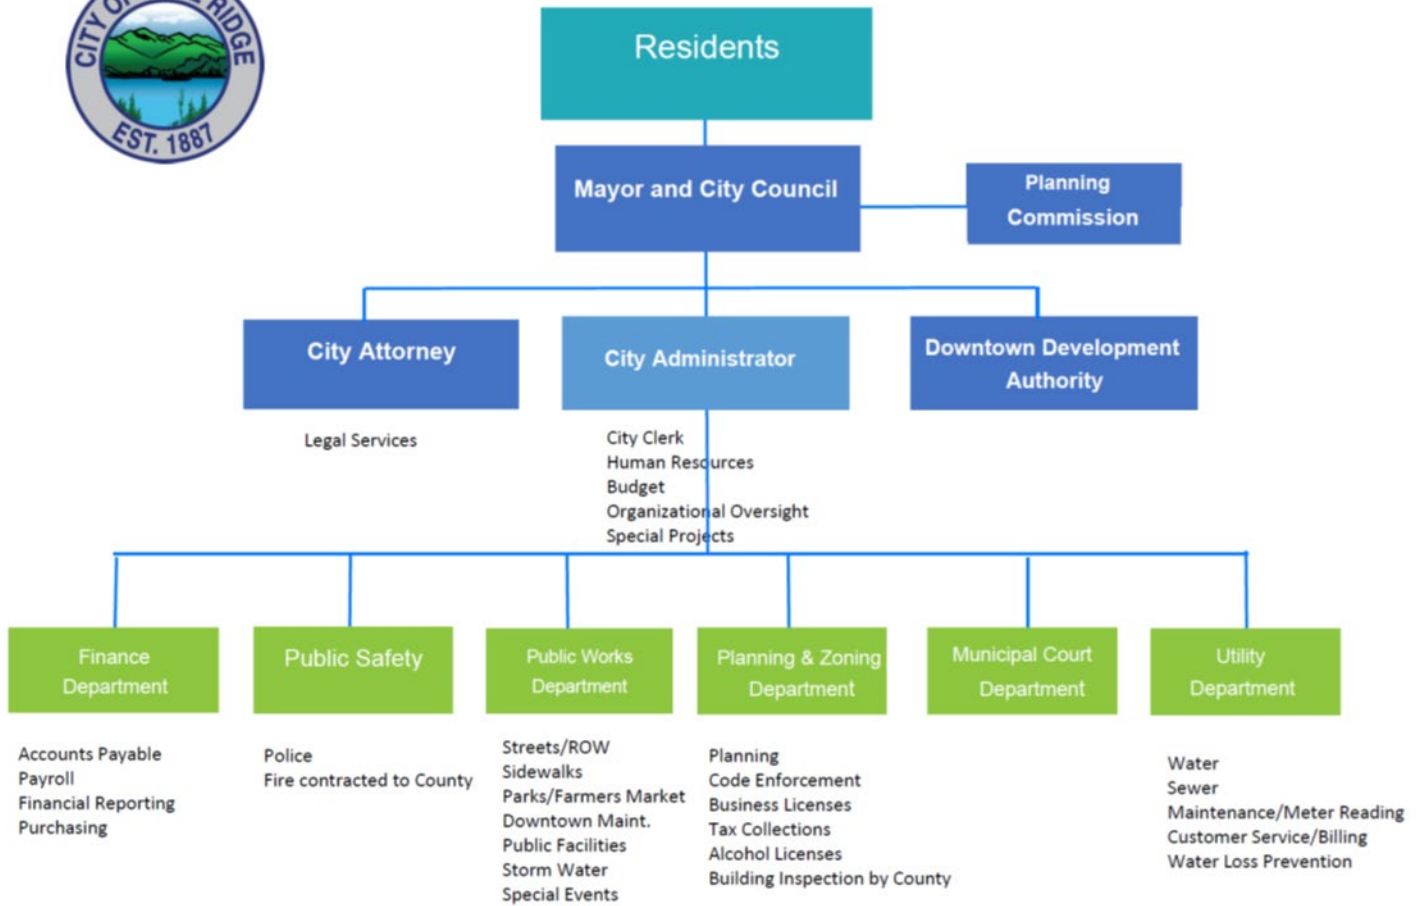 CITY OF RIDGE
EST. 1887
Residents
Mayor and City Council
Planning
Commission
City Attorney
City Administrator
Downtown Development
Authority
Legal Services
City Clerk
Human Resources
Budget
Organizational Oversight
Special Projects
Finance
Department
Public Safety
Public Works
Department
Planning & Zoning
Department
Municipal Court
Department
Utility
Department
Accounts Payable
Payroll
Financial Reporting
Purchasing
Police
Fire contracted to County
Streets/ROW
Sidewalks
Parks/Farmers Market
Downtown Maint.
Public Facilities
Storm Water
Special Events
Planning
Code Enforcement
Business Licenses
Tax Collections
Alcohol Licenses
Building Inspection by County
Water
Sewer
Maintenance/Meter Reading
Customer Service/Billing
Water Loss Prevention